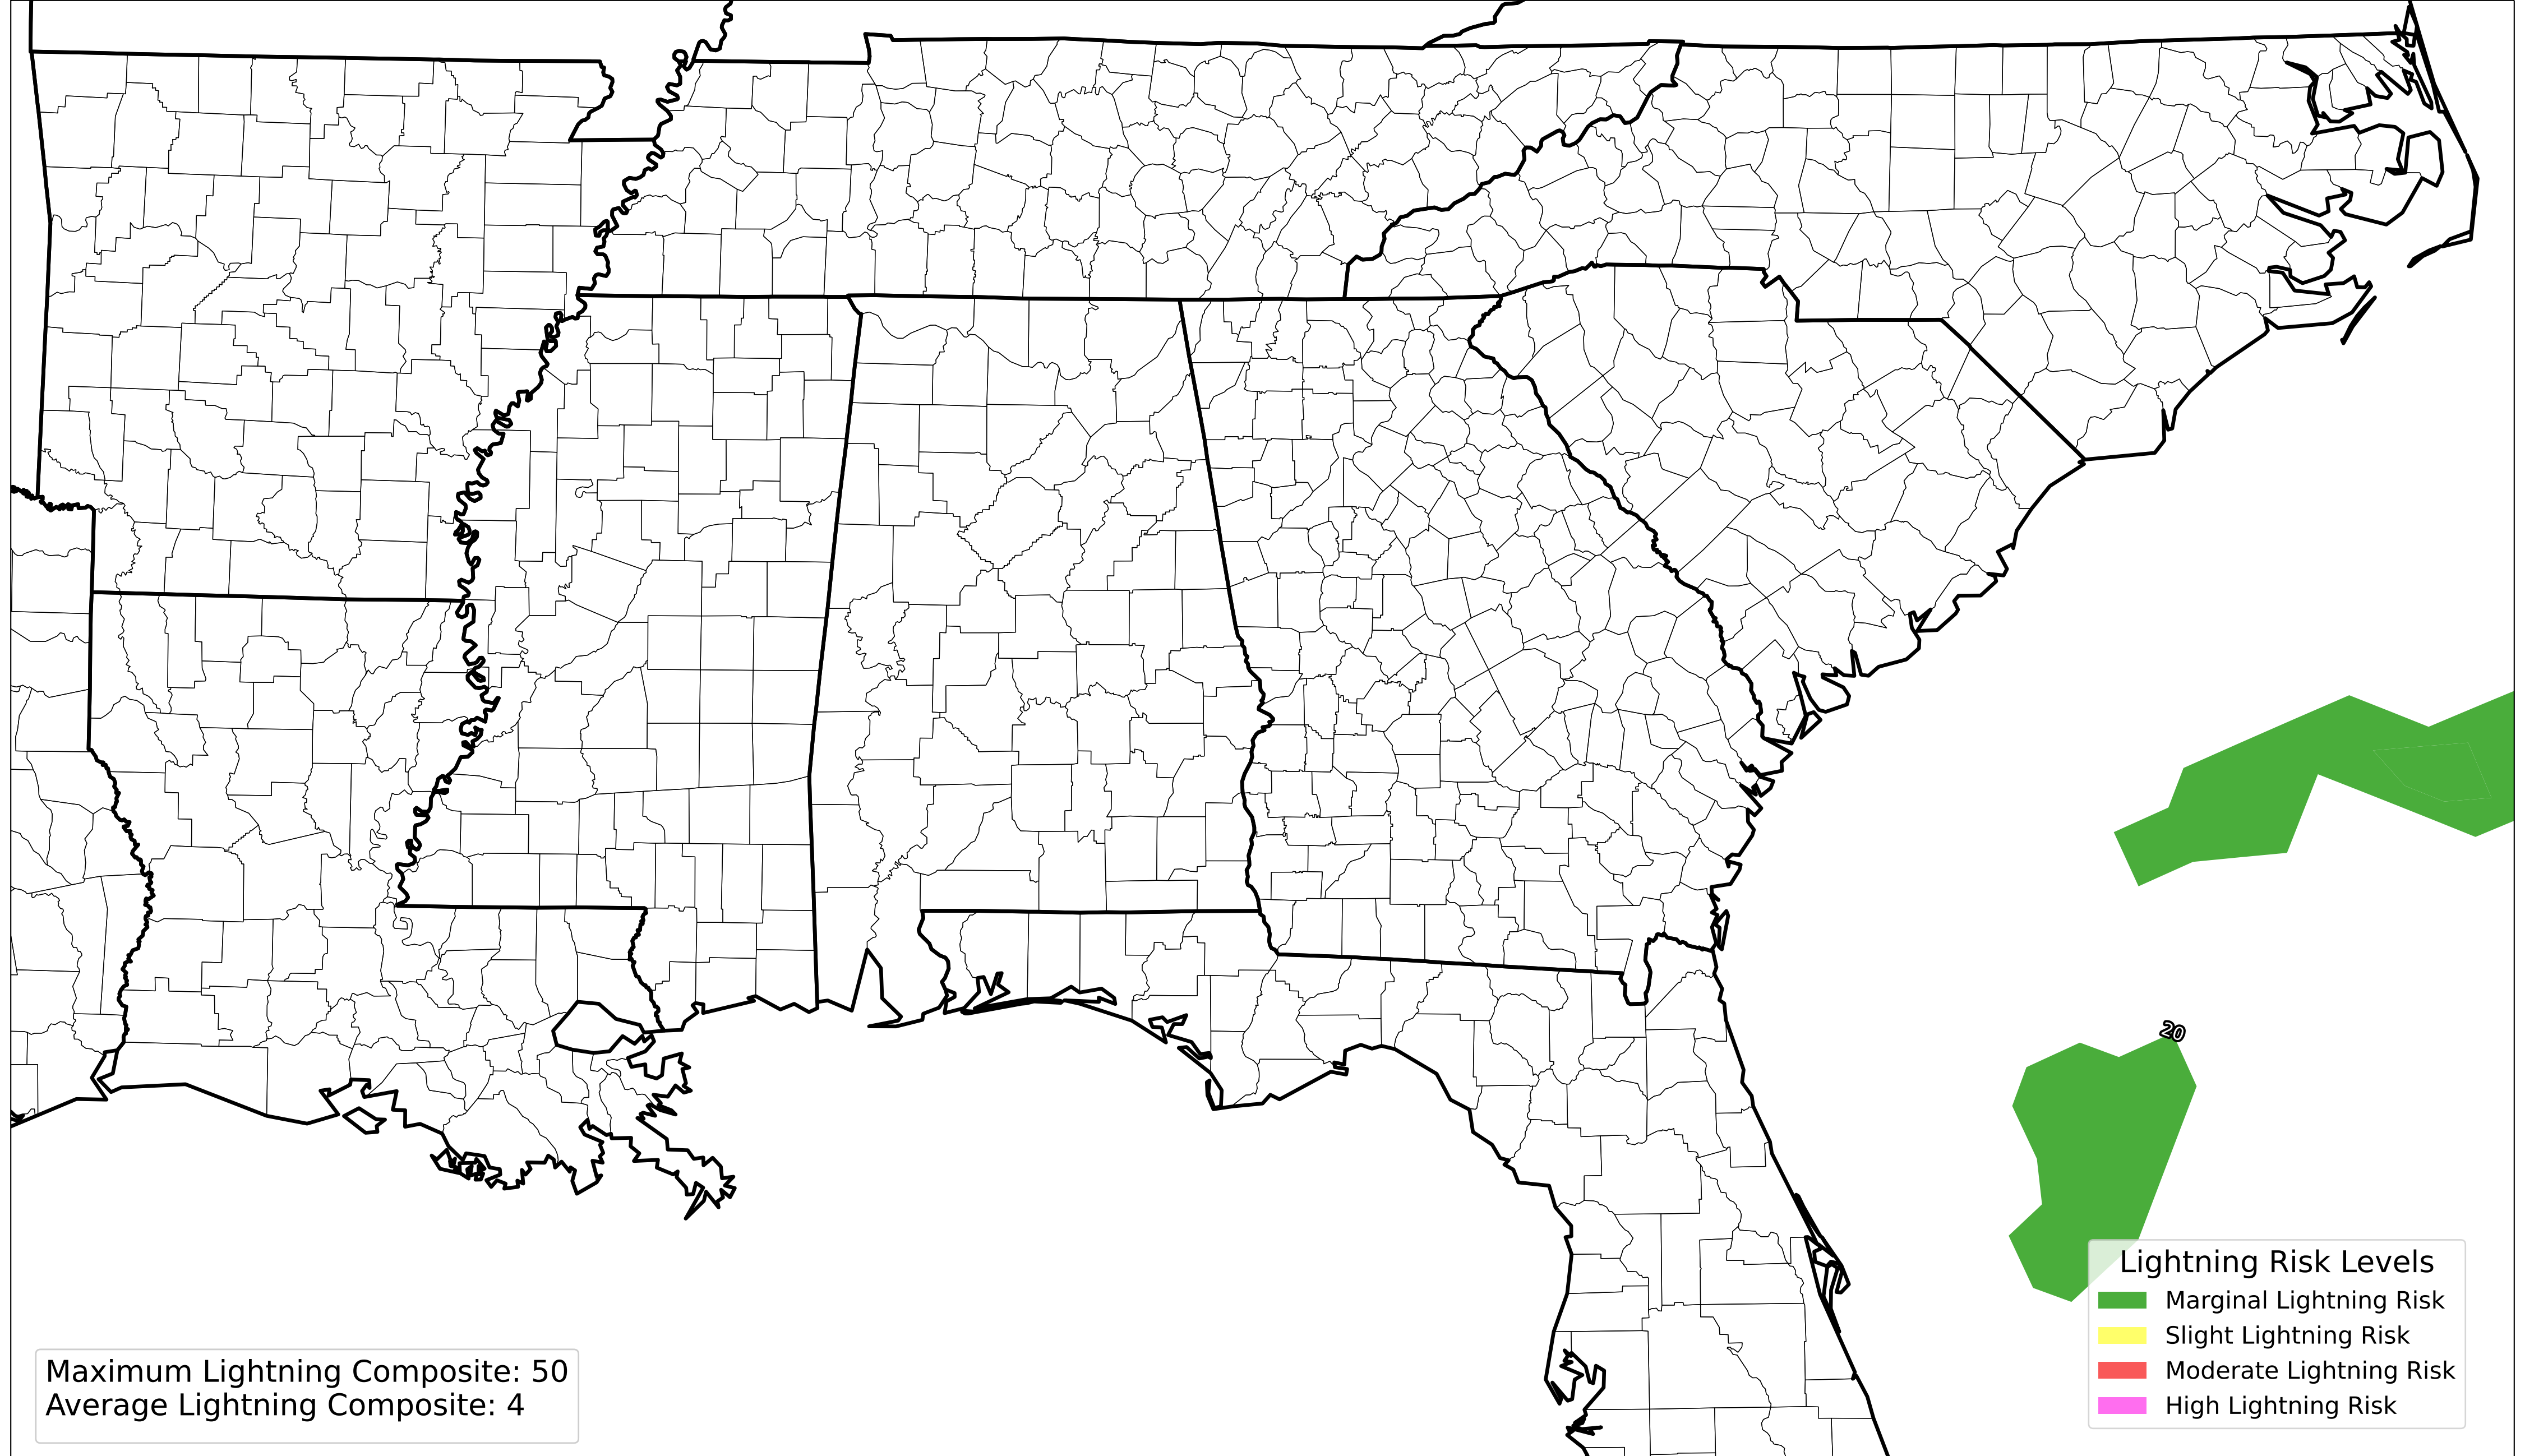 20
Lightning Risk Levels
Marginal Lightning Risk
Slight Lightning Risk
Moderate Lightning Risk
High Lightning Risk
Maximum Lightning Composite: 50
Average Lightning Composite: 4